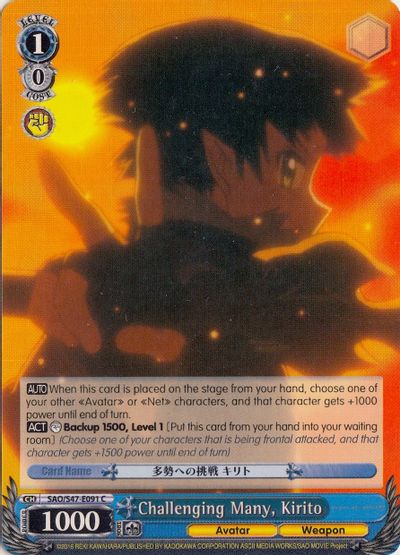 LEVEL
1
0
COST
AUTO When this card is placed on the stage from your hand, choose one
of your other «Avatar» or «Net» characters, and that character gets +1000
power until end of turn.
ACT Backup 1500, Level 1 [Put this card from your hand into your waiting
room] (Choose one of your characters that is being frontal attacked, and that
character gets +1500 power until end of turn)
Card Name 多勢への挑戦 キリト
CH SAO/S47-E091 C
POWER 1000 Challenging Many, Kirito
Avatar Weapon
©2016 REKI KAWAHARA/PUBLISHED BY KADOKAWA CORPORATION ASCII MEDIA WORKS/SAO MOVIE Project